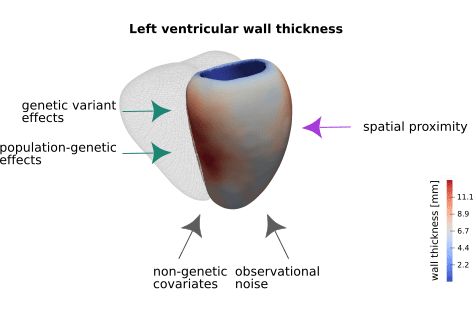 Left ventricular wall thickness
genetic variant
effects
population-genetic
effects
spatial proximity
non-genetic
covariates
observational
noise
wall thickness [mm]
11.1
8.9
6.7
4.4
2.2